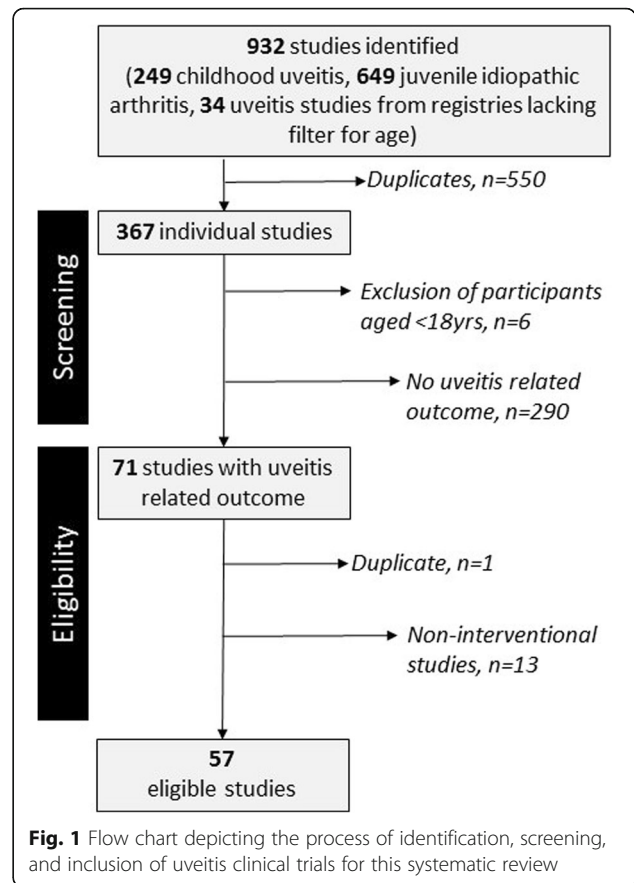 932 studies identified
(249 childhood uveitis, 649 juvenile idiopathic
arthritis, 34 uveitis studies from registries lacking
filter for age)
Duplicates, n=550
Screening
367 individual studies
Exclusion of participants
aged <18yrs, n=6
No uveitis related
outcome, n=290
Eligibility
71 studies with uveitis
related outcome
Duplicate, n=1
Non-interventional
studies, n=13
57
eligible studies
Fig. 1 Flow chart depicting the process of identification, screening,
and inclusion of uveitis clinical trials for this systematic review